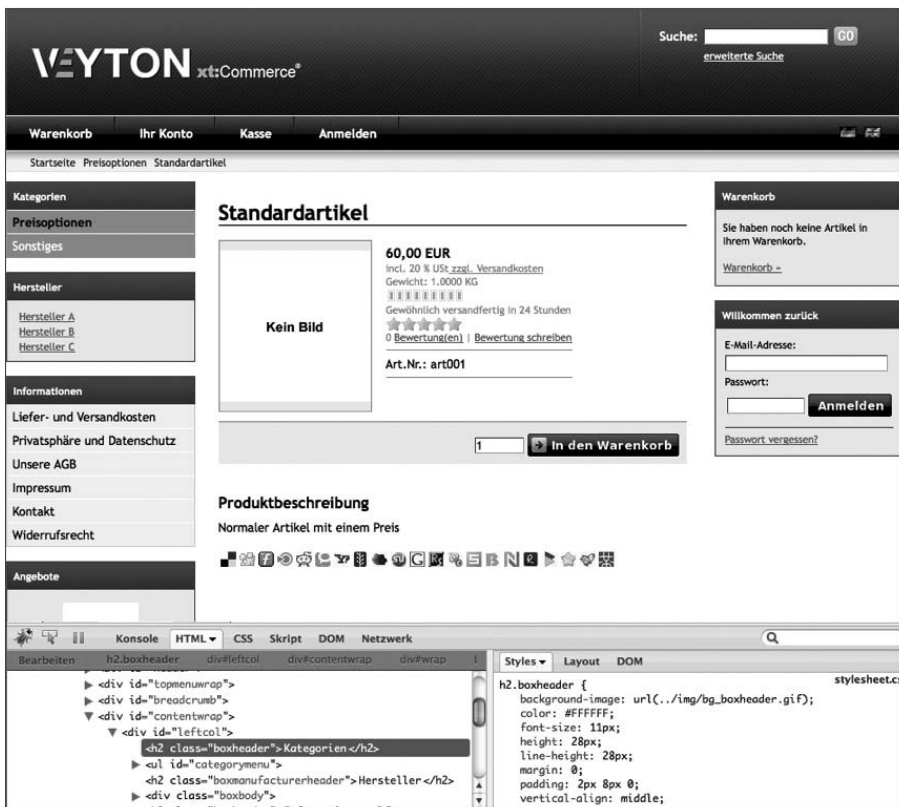 VEYTON xt:Commerce®
Suche: GO
erweiterte Suche
Warenkorb Ihr Konto Kasse Anmelden
Startseite Preisoptionen Standardartikel
Kategorien
Preisoptionen
Sonstiges
Hersteller
Hersteller A
Hersteller B
Hersteller C
Informationen
Liefer- und Versandkosten
Privatsphäre und Datenschutz
Unsere AGB
Impressum
Kontakt
Widerrufsrecht
Angebote
Standardartikel
Kein Bild
60,00 EUR
incl. 20 % USt zzgl. Versandkosten
Gewicht: 1.0000 KG
Gewöhnlich versandfertig in 24 Stunden
0 Bewertung(en) | Bewertung schreiben
Art.Nr.: art001
1 In den Warenkorb
Produktbeschreibung
Normaler Artikel mit einem Preis
Warenkorb
Sie haben noch keine Artikel in
Ihrem Warenkorb.
Warenkorb »
Willkommen zurück
E-Mail-Adresse:
Passwort:
Anmelden
Passwort vergessen?
Konsole HTML CSS Skript DOM Netzwerk
Bearbeiten h2.boxheader div#leftcol div#contentwrap div#wrap
<div id="topmenuwrap">
<div id="breadcrumb">
<div id="contentwrap">
<div id="leftcol">
<h2 class="boxheader">Kategorien</h2>
<ul id="categorymenu">
<h2 class="boxmanufacturerheader">Hersteller</h2>
<div class="boxbody">
Styles Layout DOM
h2.boxheader { stylesheet.cs
background-image: url(../img/bg_boxheader.gif);
color: #FFFFFF;
font-size: 11px;
height: 28px;
line-height: 28px;
margin: 0;
padding: 2px 8px 0;
vertical-align: middle;